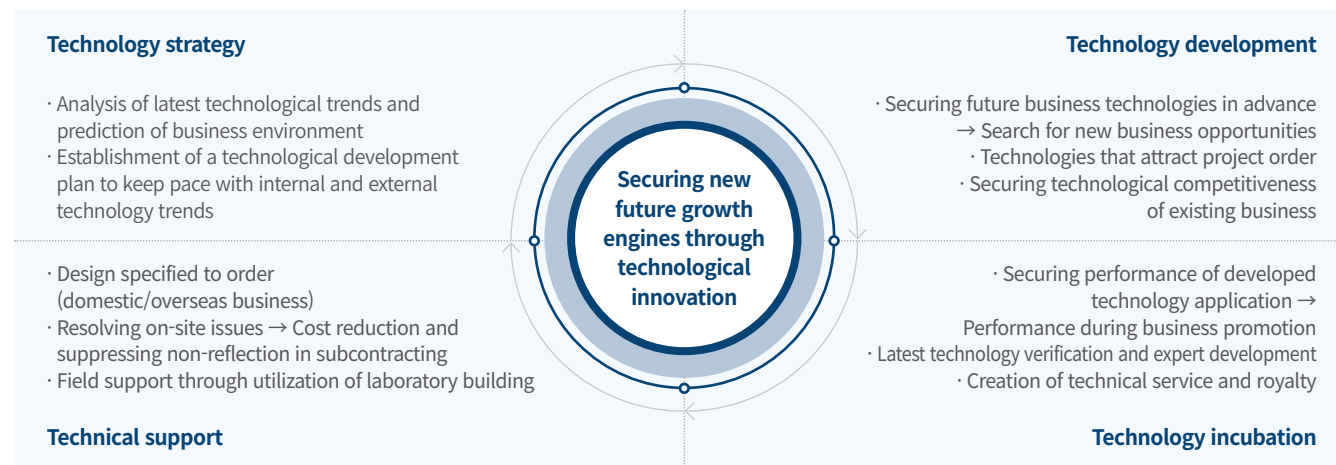 Technology strategy
· Analysis of latest technological trends and
prediction of business environment
· Establishment of a technological development
plan to keep pace with internal and external
technology trends
Technology development
· Securing future business technologies in advance
→ Search for new business opportunities
· Technologies that attract project order
· Securing technological competitiveness
of existing business
Securing new
future growth
engines through
technological
innovation
· Design specified to order
(domestic/overseas business)
· Resolving on-site issues → Cost reduction and
suppressing non-reflection in subcontracting
· Field support through utilization of laboratory building
Technical support
· Securing performance of developed
technology application →
Performance during business promotion
· Latest technology verification and expert development
· Creation of technical service and royalty
Technology incubation